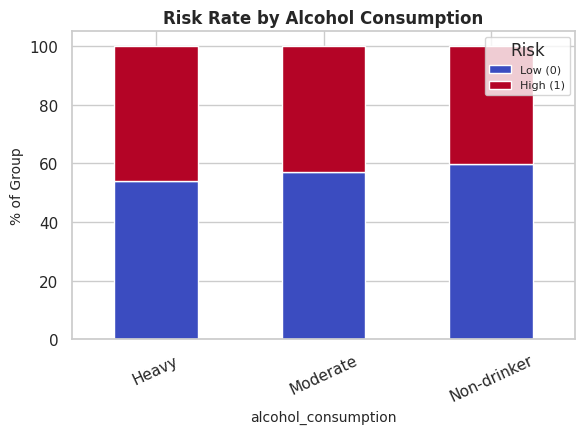 Risk Rate by Alcohol Consumption
100
80
60
40
20
0
% of Group
Risk
Low (0)
High (1)
Heavy
Moderate
Non-drinker
alcohol_consumption